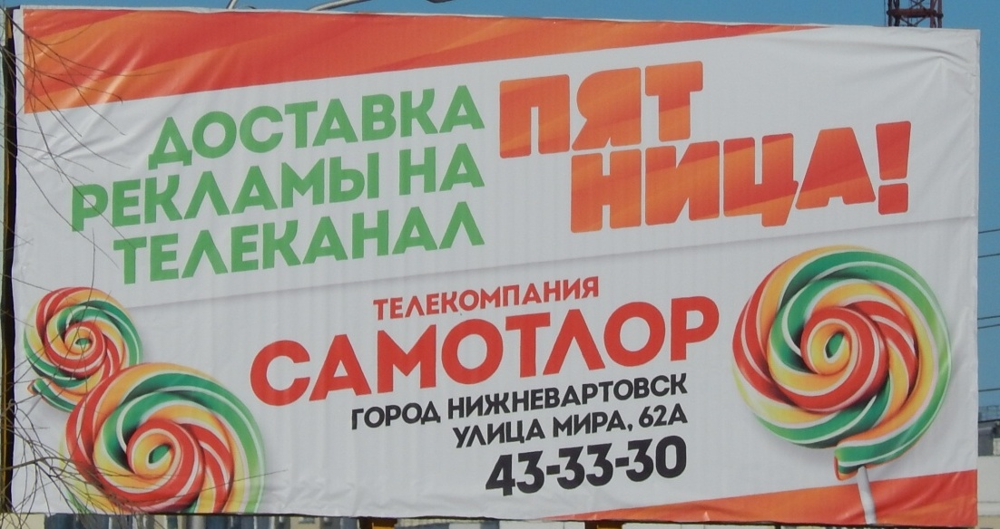 ДОСТАВКА
РЕКЛАМЫ НА
ТЕЛЕКАНАЛ
ПЯТ
НИЦА!
ТЕЛЕКОМПАНИЯ
САМОТЛОР
ГОРОД НИЖНЕВАРТОВСК
УЛИЦА МИРА, 62А
43-33-30